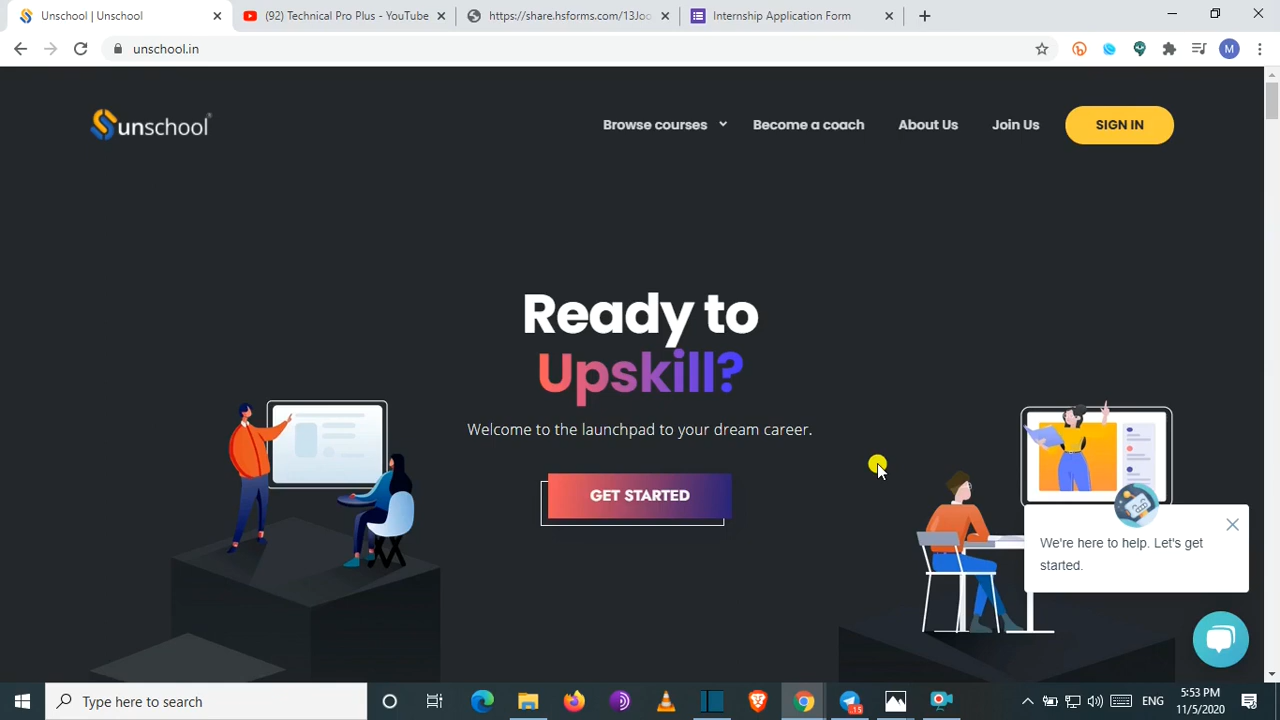 Unschool | Unschool
(92) Technical Pro Plus - YouTube
https://share.hsforms.com/13Joo
Internship Application Form
unschool.in
M
unschool
Browse courses
Become a coach
About Us
Join Us
SIGN IN
Ready to
Upskill?
Welcome to the launchpad to your dream career.
GET STARTED
We're here to help. Let's get
started.
Type here to search
ENG
5:53 PM
11/5/2020